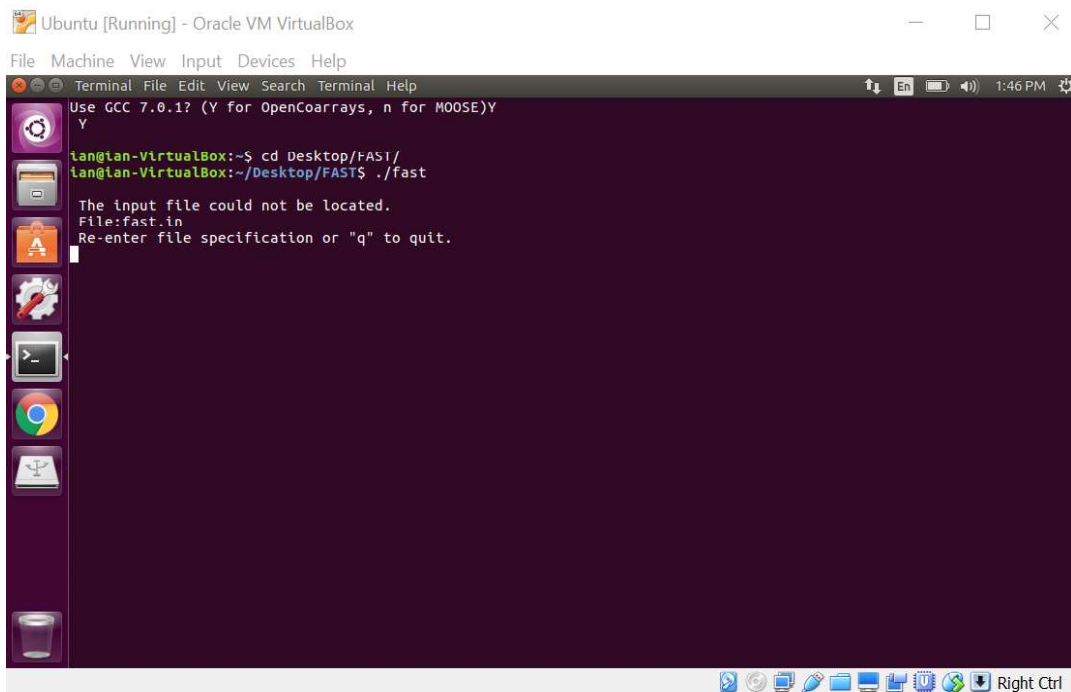 Ubuntu [Running] - Oracle VM VirtualBox
File Machine View Input Devices Help
Terminal File Edit View Search Terminal Help En 1:46 PM
Use GCC 7.0.1? (Y for OpenCoarrays, n for MOOSE)Y
Y
ian@ian-VirtualBox:~$ cd Desktop/FAST/
ian@ian-VirtualBox:~/Desktop/FAST$ ./fast
The input file could not be located.
File:fast.in
Re-enter file specification or "q" to quit.
>_
Right Ctrl